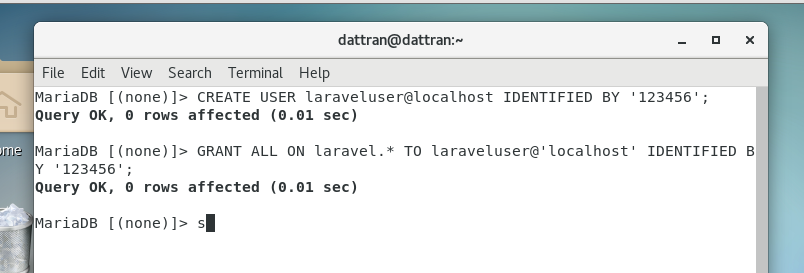 dattran@dattran:~
File Edit View Search Terminal Help
MariaDB [(none)]> CREATE USER laraveluser@localhost IDENTIFIED BY '123456';
Query OK, 0 rows affected (0.01 sec)
MariaDB [(none)]> GRANT ALL ON laravel.* TO laraveluser@'localhost' IDENTIFIED B
Y '123456';
Query OK, 0 rows affected (0.01 sec)
ome
MariaDB [(none)]> s